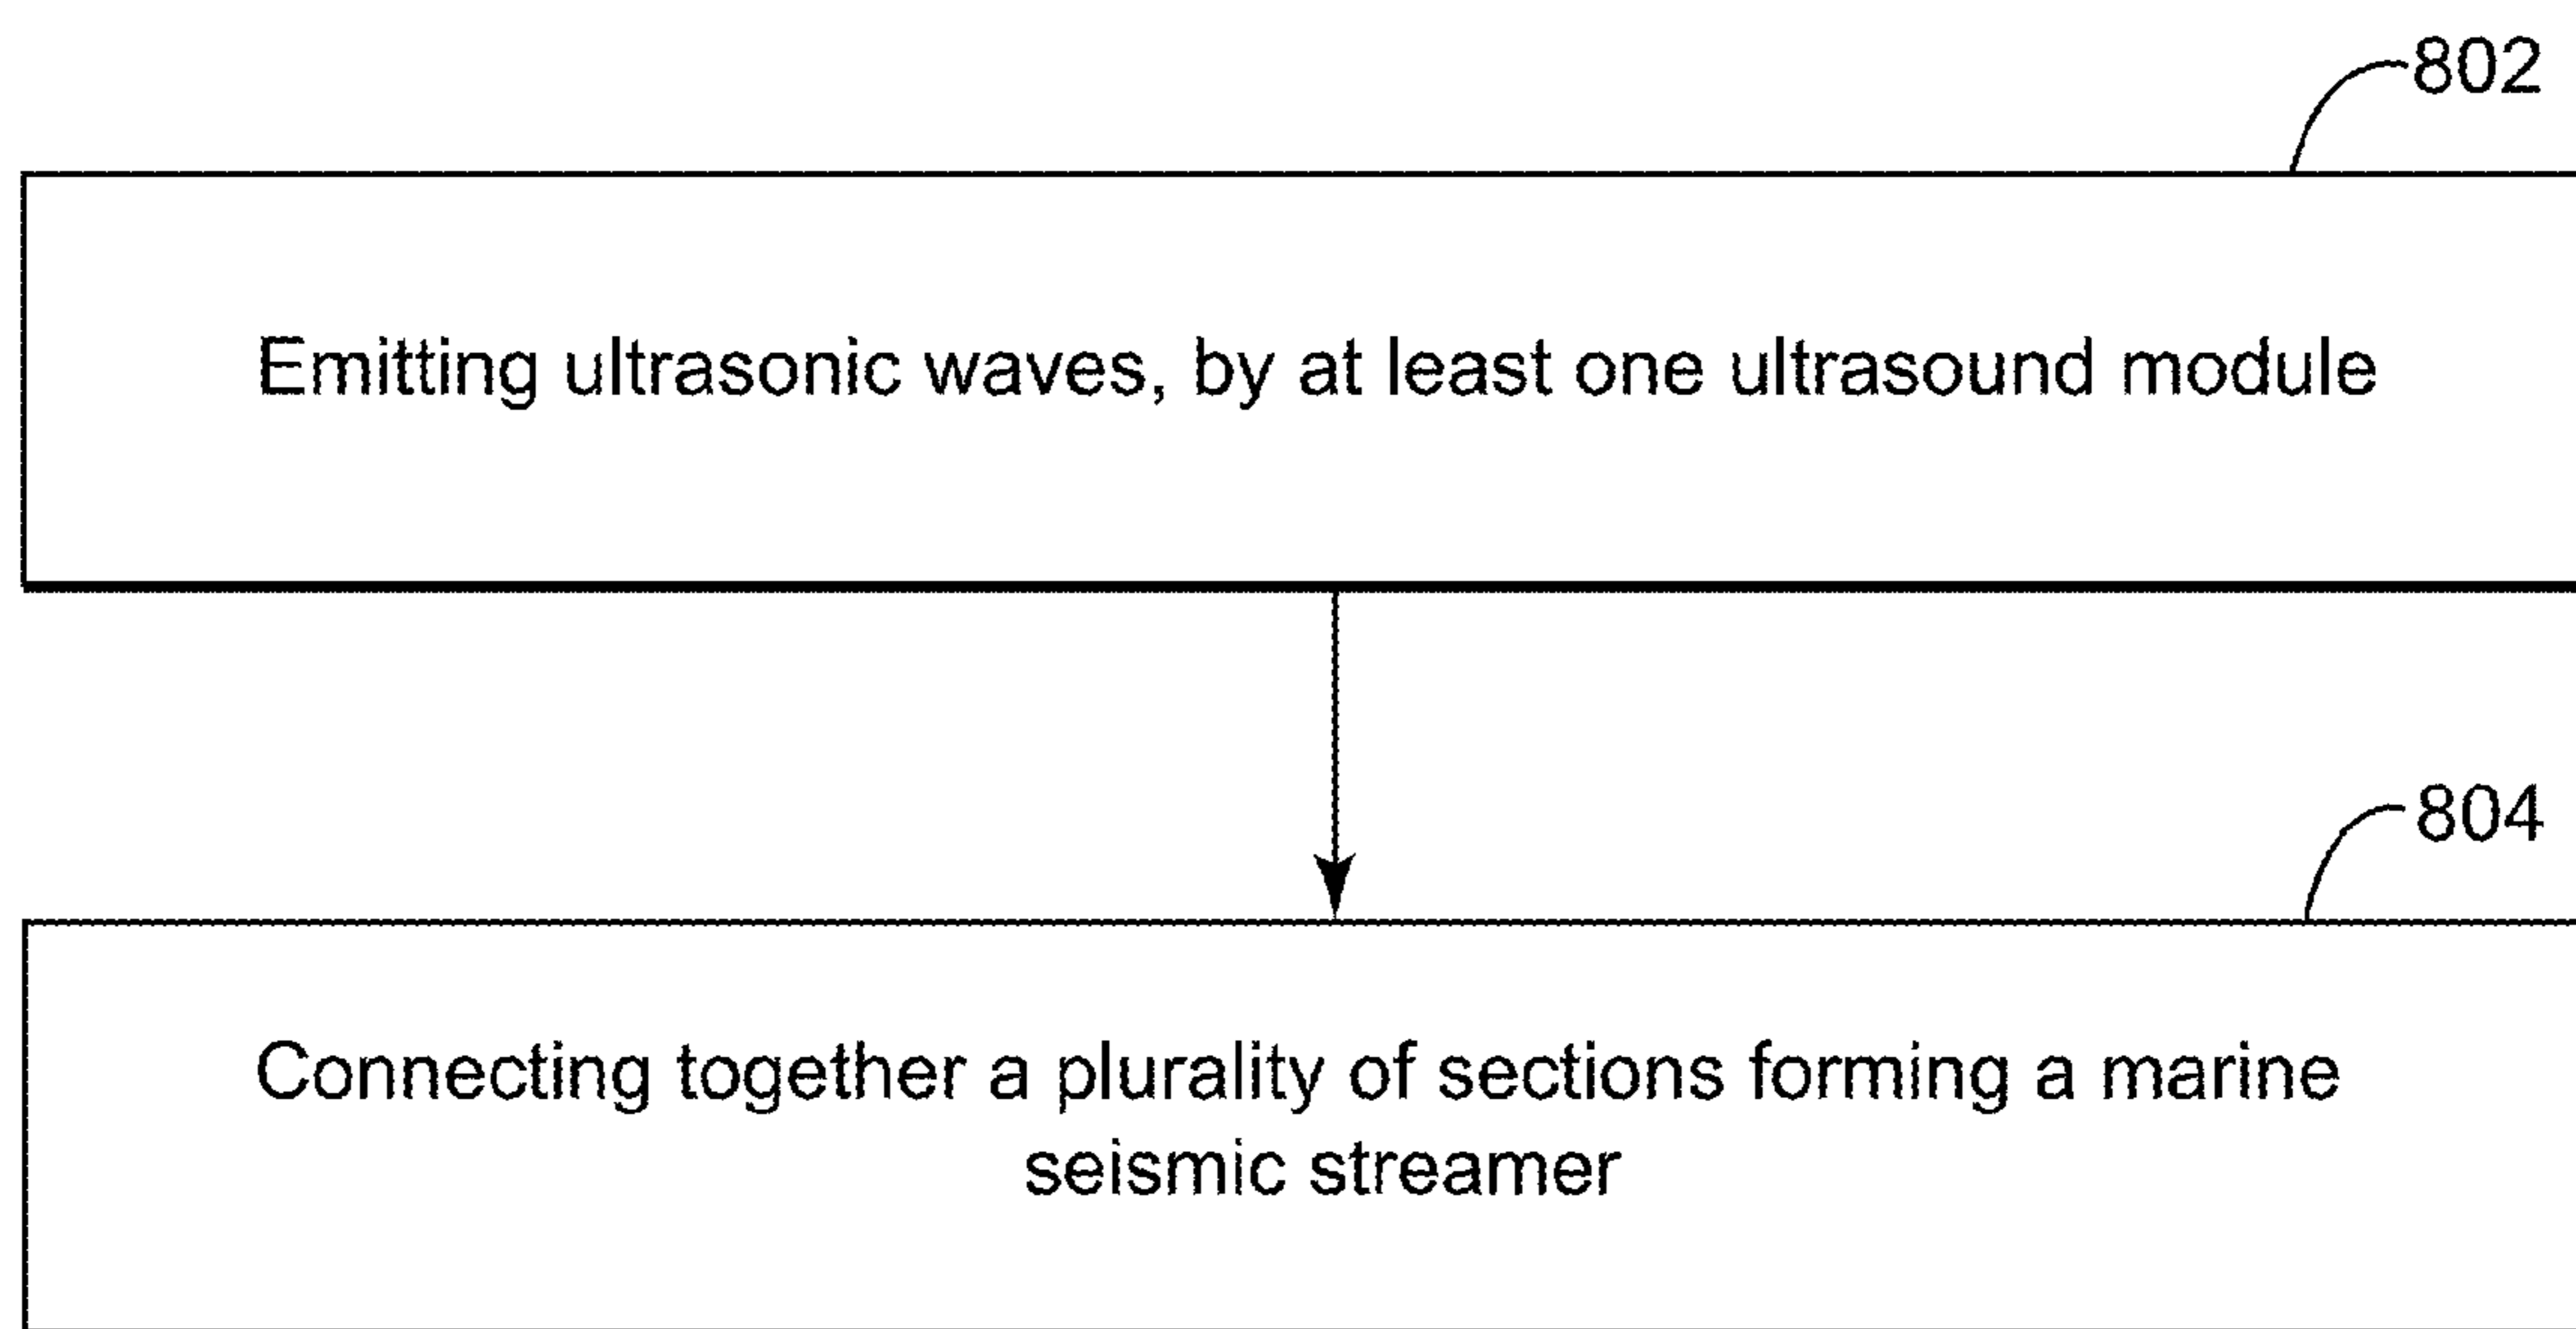 802
Emitting ultrasonic waves, by at least one ultrasound module
804
Connecting together a plurality of sections forming a marine
seismic streamer